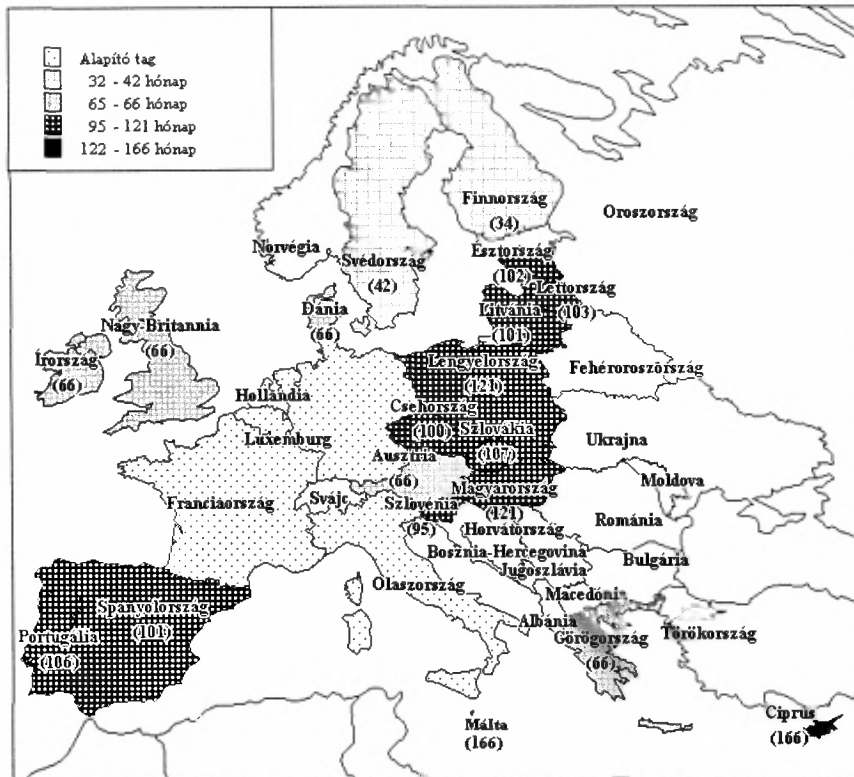 Alapító tag
32 - 42 hónap
65 - 66 hónap
95 - 121 hónap
122 - 166 hónap
Finnország
(34)
Oroszország
Norvégia
Svédország
(42)
Észtország
(102)
Lettország
(103)
Litvánia
(101)
Dánia
(66)
Nagy-Britannia
(66)
Írország
(66)
Lengyelország
(121)
Fehéroroszórszág
Hollandia
Csehország
(100)
Szlovákia
(107)
Luxemburg
Ukrajna
Ausztria
(66)
Moldova
Magyarország
(121)
Franciaország
Svájc
Szlovenia
(95)
Románia
Horvátország
Bosznia-Hercegovina
Bulgária
Jugoszlávia
Olaszország
Macedóni
Spanyolország
(101)
Albánia
Görögország
(66)
Törökország
Portugália
(106)
Málta
(166)
Ciprus
(166)